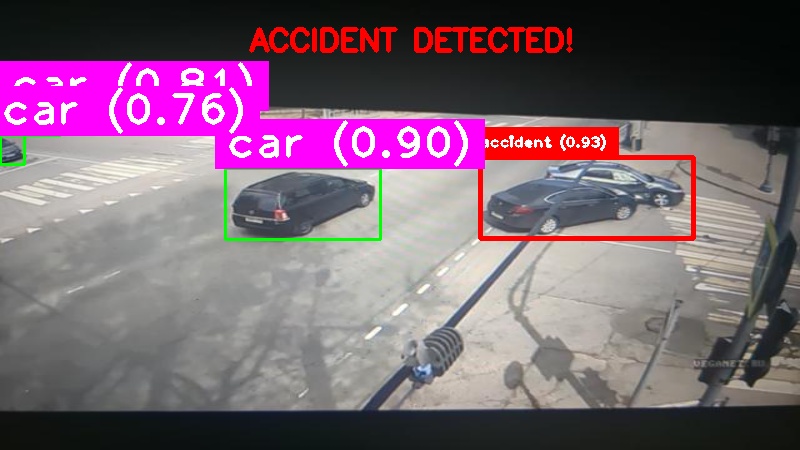 ACCIDENT DETECTED!
car (0.81)
car (0.76)
car (0.90)
accident (0.93)